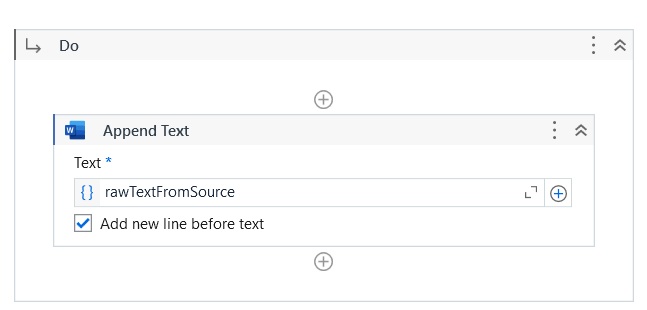 Do
Append Text
Text *
{} rawTextFromSource
Add new line before text